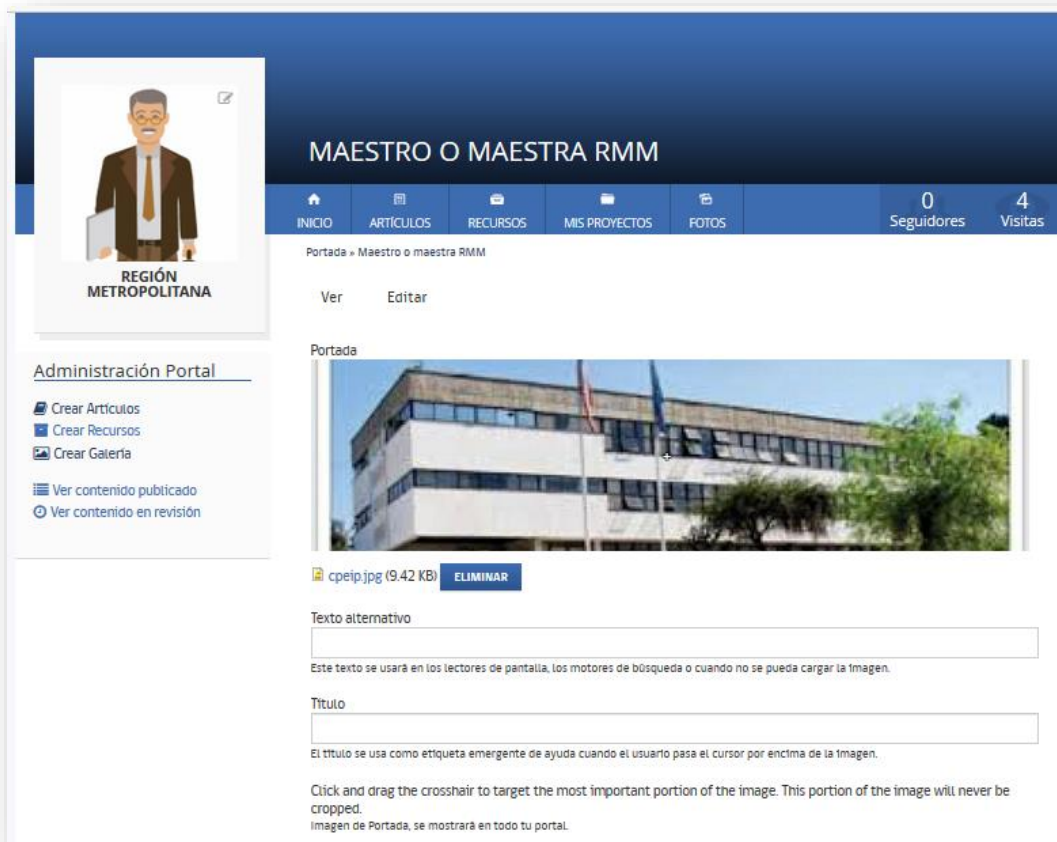 MAESTRO O MAESTRA RMM
INICIO
ARTÍCULOS
RECURSOS
MIS PROYECTOS
FOTOS
0
Seguidores
4
Visitas
REGIÓN
METROPOLITANA
Administración Portal
Crear Artículos
Crear Recursos
Crear Galería
Ver contenido publicado
Ver contenido en revisión
Portada » Maestro o maestra RMM
Ver Editar
Portada
cpeip.jpg (9.42 KB) ELIMINAR
Texto alternativo
Este texto se usará en los lectores de pantalla, los motores de búsqueda o cuando no se pueda cargar la imagen.
Título
El título se usa como etiqueta emergente de ayuda cuando el usuario pasa el cursor por encima de la imagen.
Click and drag the crosshair to target the most important portion of the image. This portion of the image will never be
cropped.
Imagen de Portada, se mostrará en todo tu portal.